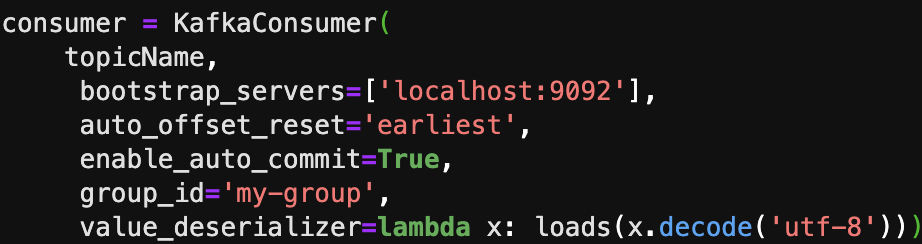 consumer = KafkaConsumer(
    topicName,
     bootstrap_servers=['localhost:9092'],
     auto_offset_reset='earliest',
     enable_auto_commit=True,
     group_id='my-group',
     value_deserializer=lambda x: loads(x.decode('utf-8')))